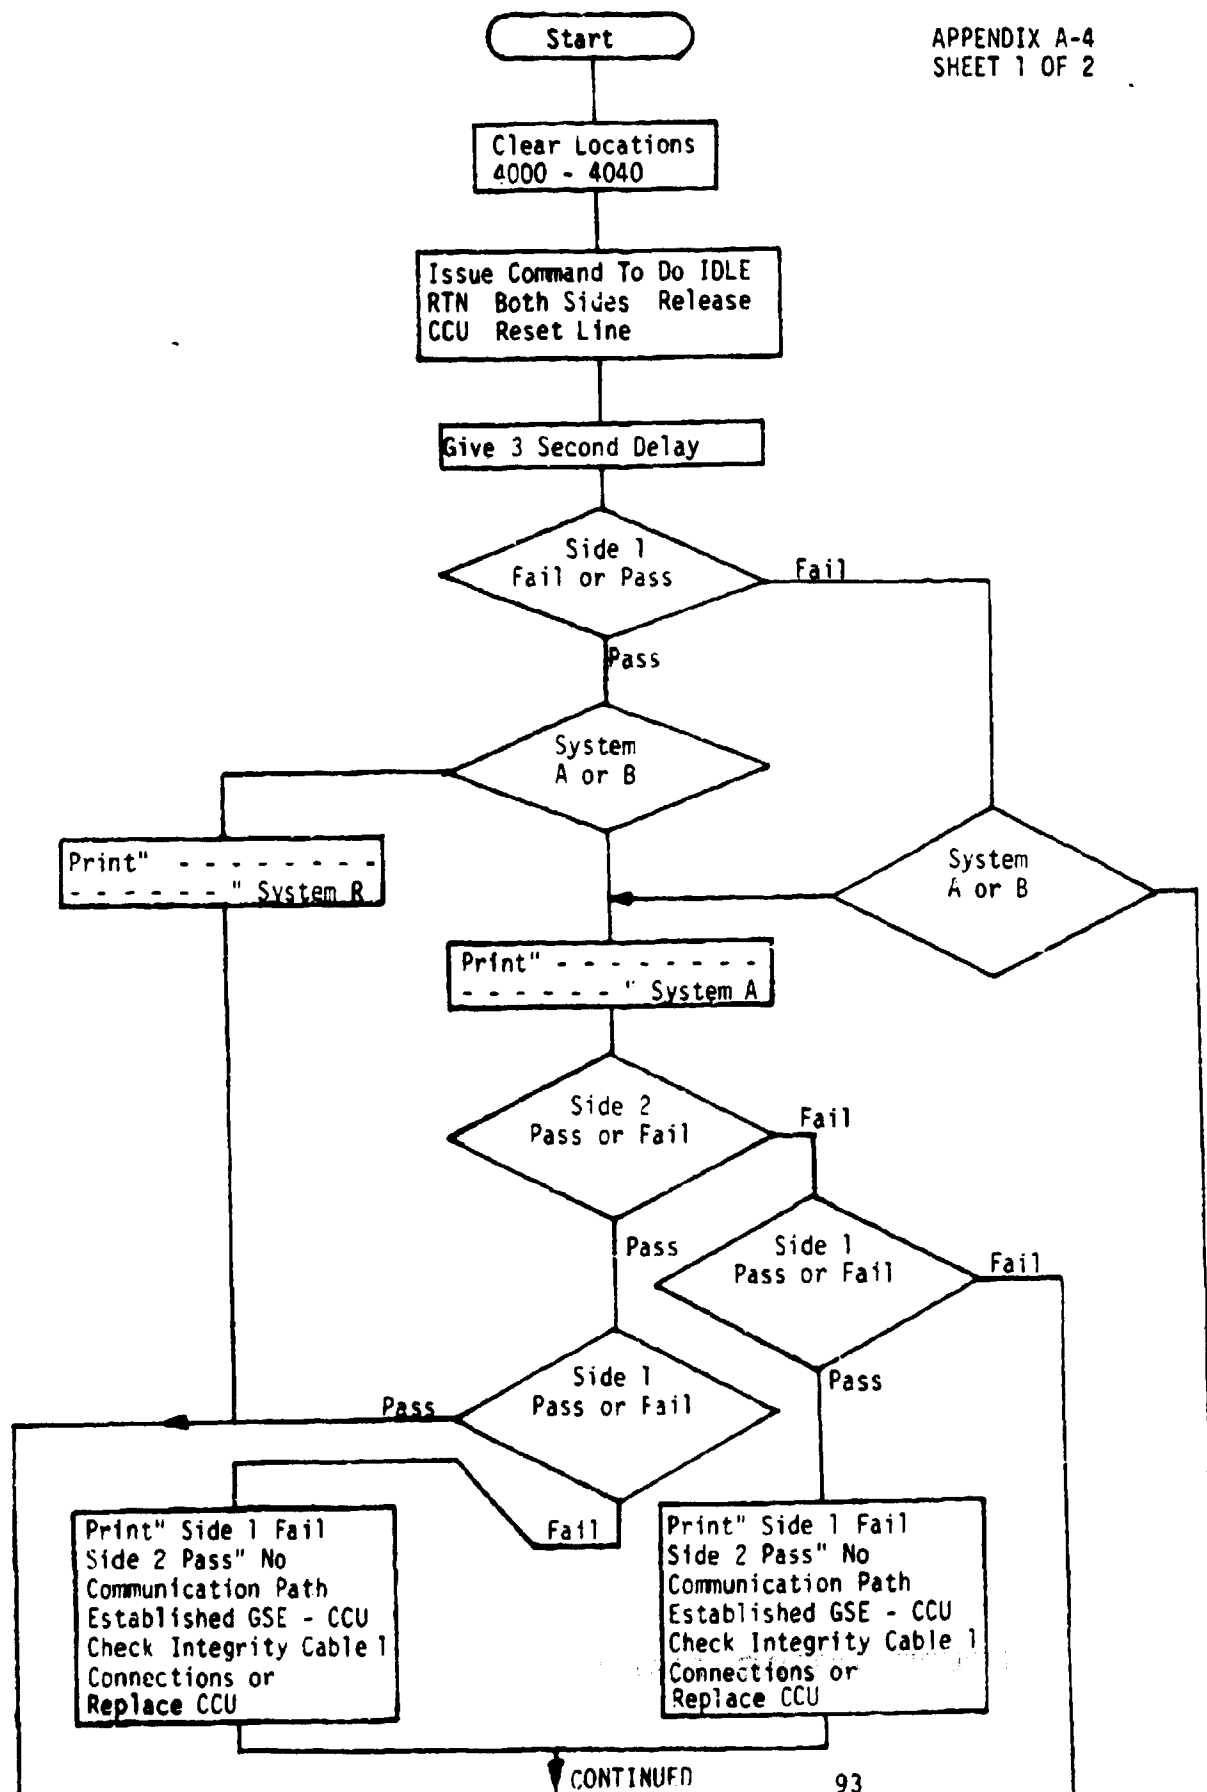 Start
APPENDIX A-4
SHEET 1 OF 2
Clear Locations
4000 - 4040
Issue Command To Do IDLE
RTN Both Sides Release
CCU Reset Line
Give 3 Second Delay
Side 1
Fail or Pass
Fail
Pass
System
A or B
Print" - - - - - - - -
- - - - - - " System R
System
A or B
Print" - - - - - - - -
- - - - - - " System A
Side 2
Pass or Fail
Fail
Pass
Side 1
Pass or Fail
Fail
Pass
Side 1
Pass or Fail
Pass
Fail
Print" Side 1 Fail
Side 2 Pass" No
Communication Path
Established GSE - CCU
Check Integrity Cable 1
Connections or
Replace CCU
Print" Side 1 Fail
Side 2 Pass" No
Communication Path
Established GSE - CCU
Check Integrity Cable 1
Connections or
Replace CCU
CONTINUED
93